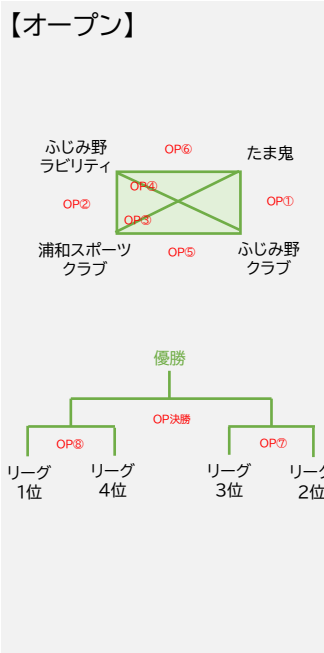 【オープン】
ふじみ野
ラビリティ
OP⑥
たま鬼
OP④
OP②
OP①
OP③
浦和スポーツ
クラブ
OP⑤
ふじみ野
クラブ
優勝
OP決勝
OP⑧
OP⑦
リーグ
1位
リーグ
4位
リーグ
3位
リーグ
2位